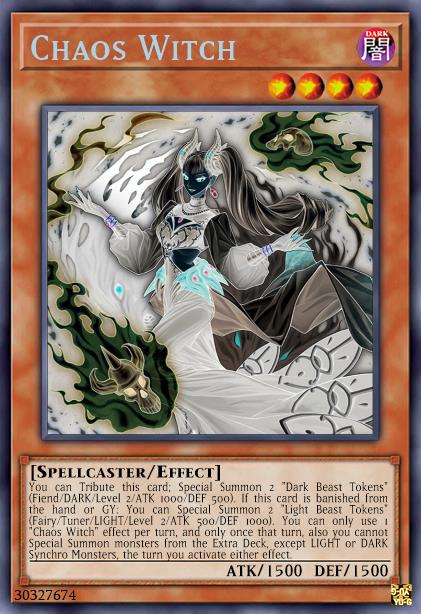 CHAOS WITCH
DARK
闇
[SPELLCASTER/EFFECT]
You can Tribute this card; Special Summon 2 "Dark Beast Tokens"
(Fiend/DARK/Level 2/ATK 1000/DEF 500). If this card is banished from
the hand or GY: You can Special Summon 2 "Light Beast Tokens"
(Fairy/Tuner/LIGHT/Level 2/ATK 500/DEF 1000). You can only use 1
"Chaos Witch" effect per turn, and only once that turn, also you cannot
Special Summon monsters from the Extra Deck, except LIGHT or DARK
Synchro Monsters, the turn you activate either effect.
ATK/1500 DEF/1500
30327674